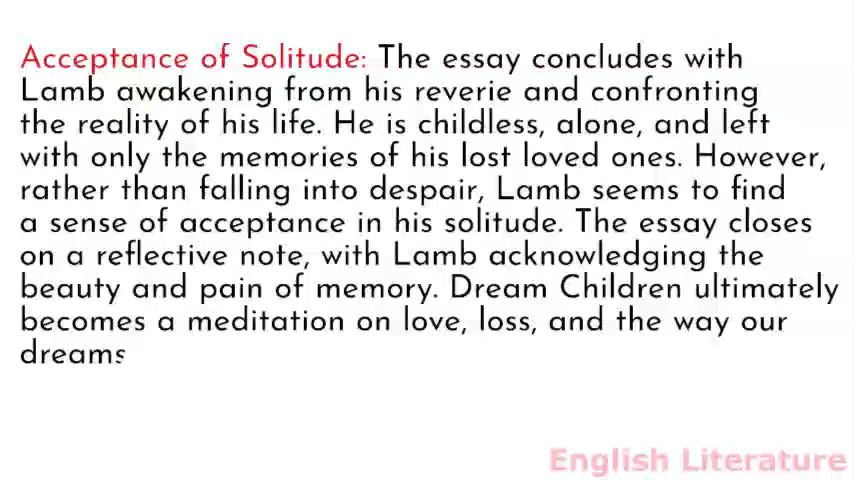 Acceptance of Solitude: The essay concludes with
Lamb awakening from his reverie and confronting
the reality of his life. He is childless, alone, and left
with only the memories of his lost loved ones. However,
rather than falling into despair, Lamb seems to find
a sense of acceptance in his solitude. The essay closes
on a reflective note, with Lamb acknowledging the
beauty and pain of memory. Dream Children ultimately
becomes a meditation on love, loss, and the way our
dreams
English Literature